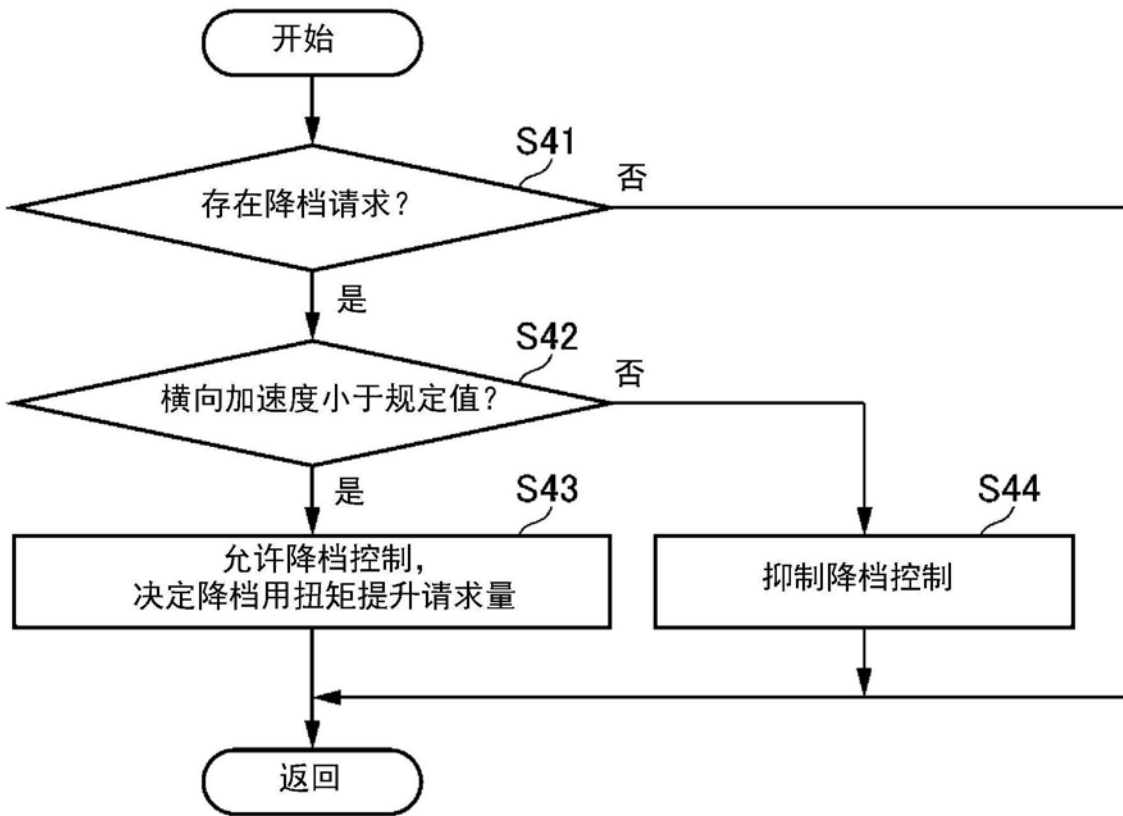 开始
S41
存在降档请求?
否
是
S42
横向加速度小于规定值?
否
是
S43
允许降档控制,
决定降档用扭矩提升请求量
S44
抑制降档控制
返回